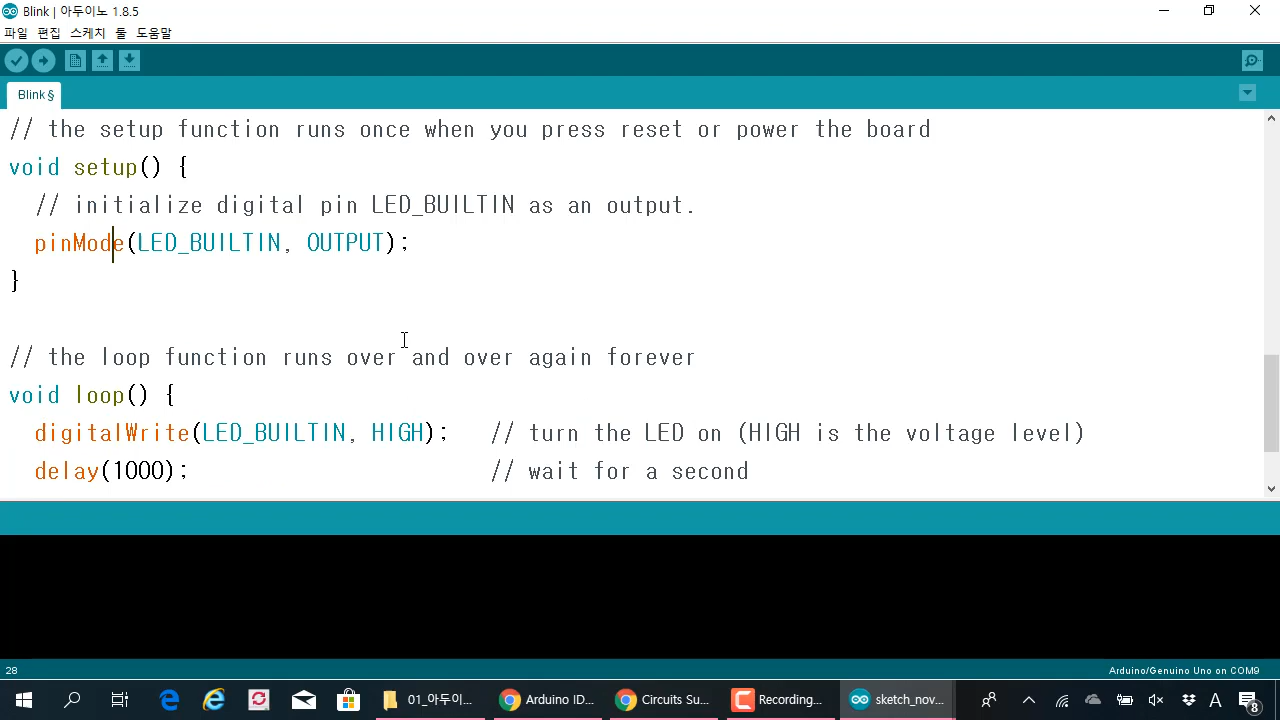 Blink | 아두이노 1.8.5
파일 편집 스케치 툴 도움말
Blink §
// the setup function runs once when you press reset or power the board
void setup() {
// initialize digital pin LED_BUILTIN as an output.
pinMode(LED_BUILTIN, OUTPUT);
}
// the loop function runs over and over again forever
void loop() {
digitalWrite(LED_BUILTIN, HIGH);   // turn the LED on (HIGH is the voltage level)
delay(1000);                       // wait for a second
28
Arduino/Genuino Uno on COM9
01_아두이...
Arduino ID...
Circuits Su...
Recording...
sketch_nov...
A
8